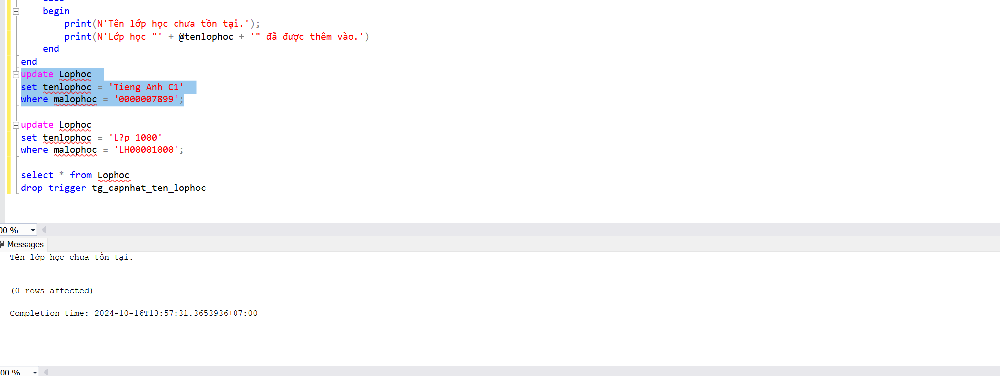 else
begin
print(N'Tên lớp học chưa tồn tại.');
print(N'Lớp học "' + @tenlophoc + '" đã được thêm vào.')
end
end
update Lophoc
set tenlophoc = 'Tieng Anh C1'
where malophoc = '0000007899';
update Lophoc
set tenlophoc = 'L?p 1000'
where malophoc = 'LH00001000';
select * from Lophoc
drop trigger tg_capnhat_ten_lophoc
00 %
Messages
Tên lớp học chưa tồn tại.
(0 rows affected)
Completion time: 2024-10-16T13:57:31.3653936+07:00
00 %